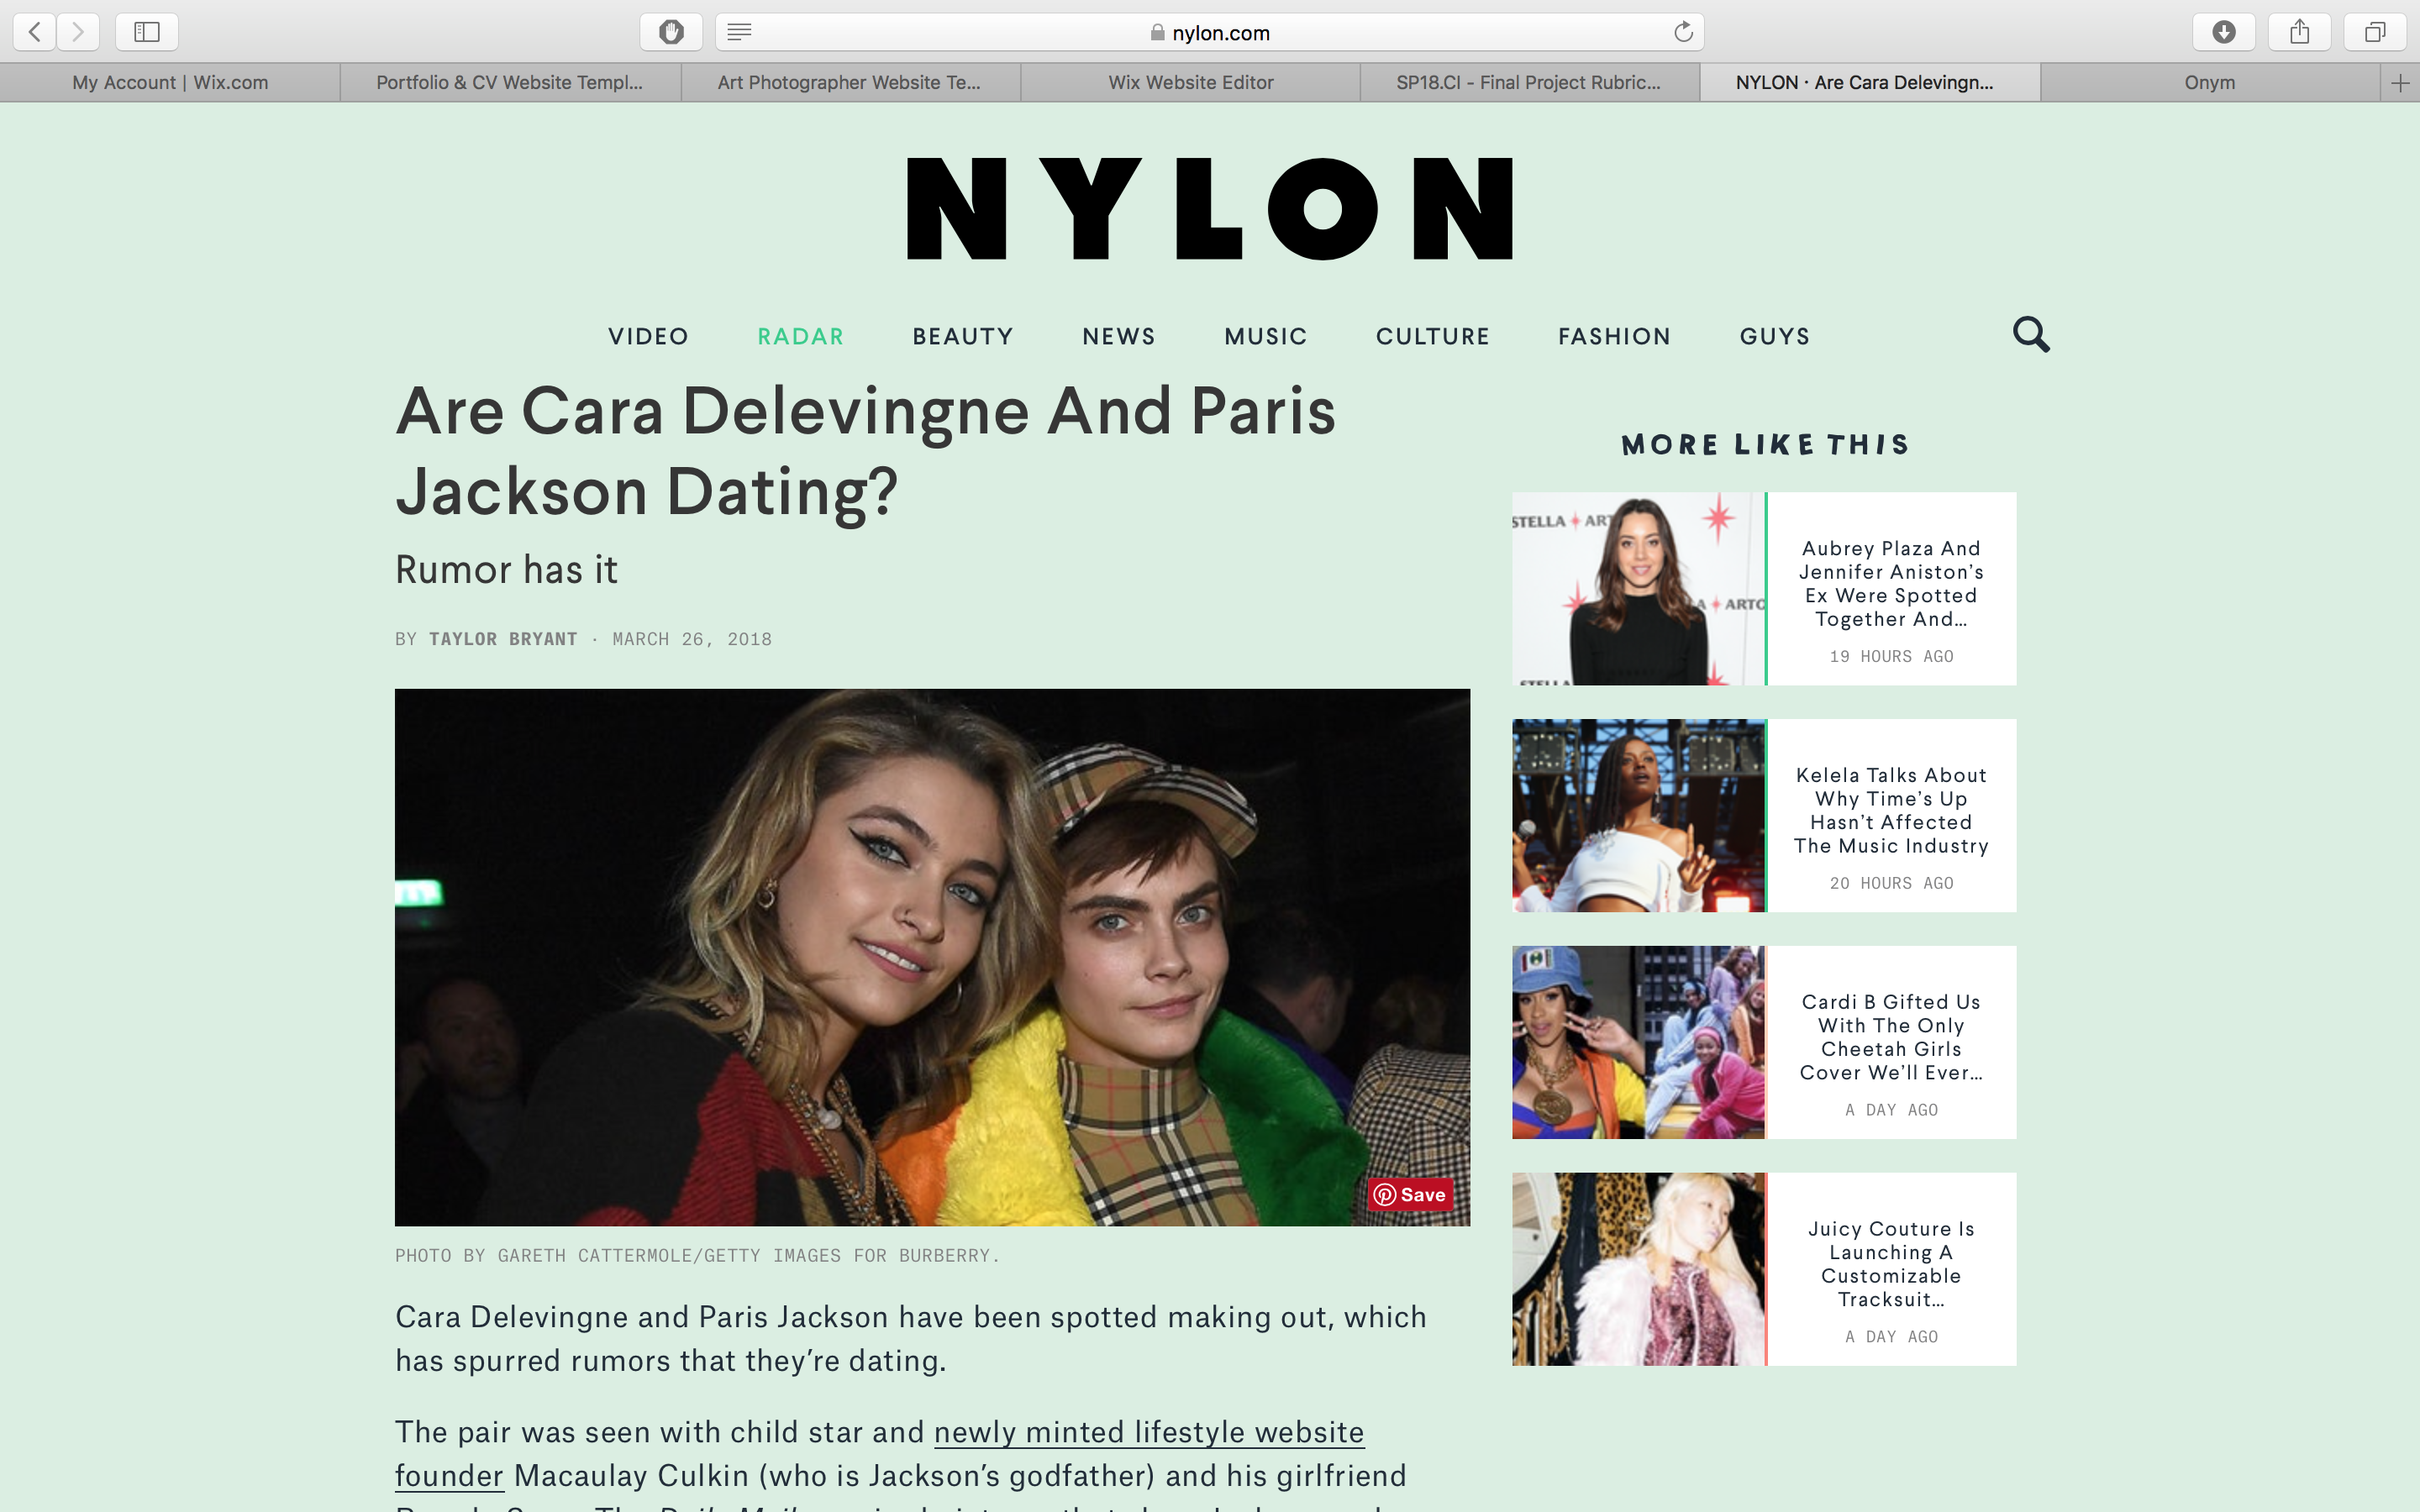 nylon.com
My Account | Wix.com
Portfolio & CV Website Templ...
Art Photographer Website Te...
Wix Website Editor
SP18.CI - Final Project Rubric...
NYLON · Are Cara Delevingn...
Onym
NYLON
VIDEO RADAR BEAUTY NEWS MUSIC CULTURE FASHION GUYS
Are Cara Delevingne And Paris
Jackson Dating?
Rumor has it
BY TAYLOR BRYANT · MARCH 26, 2018
Save
PHOTO BY GARETH CATTERMOLE/GETTY IMAGES FOR BURBERRY.
Cara Delevingne and Paris Jackson have been spotted making out, which
has spurred rumors that they’re dating.
The pair was seen with child star and newly minted lifestyle website
founder Macaulay Culkin (who is Jackson’s godfather) and his girlfriend
MORE LIKE THIS
STELLA ART
ARTO
STELLA
Aubrey Plaza And
Jennifer Aniston’s
Ex Were Spotted
Together And...
19 HOURS AGO
Kelela Talks About
Why Time’s Up
Hasn’t Affected
The Music Industry
20 HOURS AGO
Cardi B Gifted Us
With The Only
Cheetah Girls
Cover We’ll Ever...
A DAY AGO
Juicy Couture Is
Launching A
Customizable
Tracksuit...
A DAY AGO